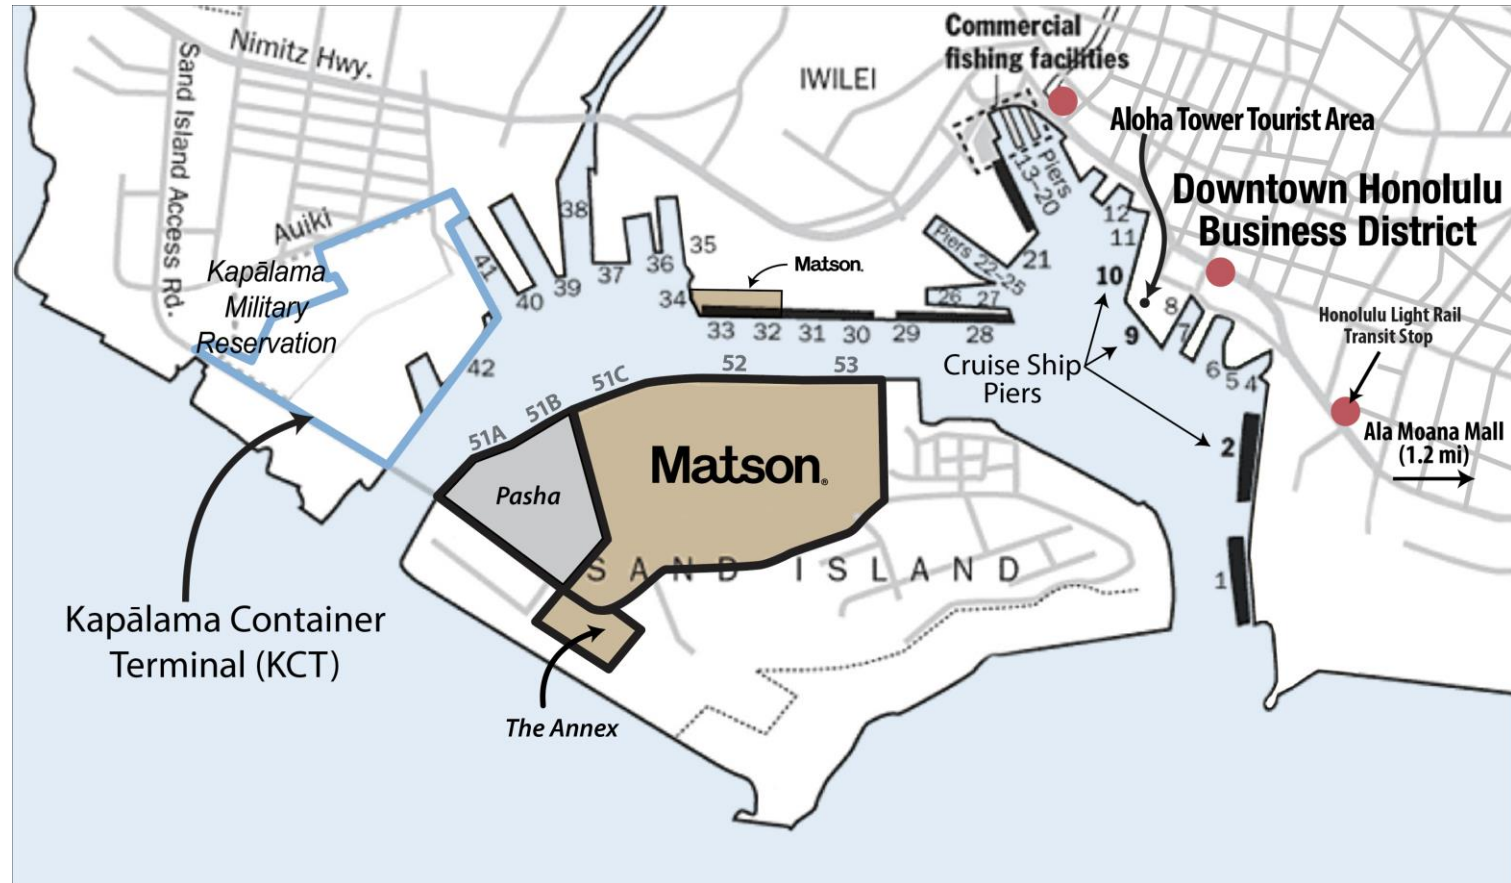 Nimitz Hwy.
Sand Island Access Rd.
Auiki
Kapālama
Military
Reservation
IWILEI
Commercial
fishing facilities
Aloha Tower Tourist Area
Downtown Honolulu
Business District
Honolulu Light Rail
Transit Stop
Ala Moana Mall
(1.2 mi)
Cruise Ship
Piers
Matson.
41
40
39
38
37
36
35
34
33
32
31
30
29
28
26
27
Piers 22–25
21
Piers
13–20
12
11
10
9
8
7
6
5
4
2
1
42
51A
51B
51C
52
53
Pasha
Matson®
SAND ISLAND
The Annex
Kapālama Container
Terminal (KCT)